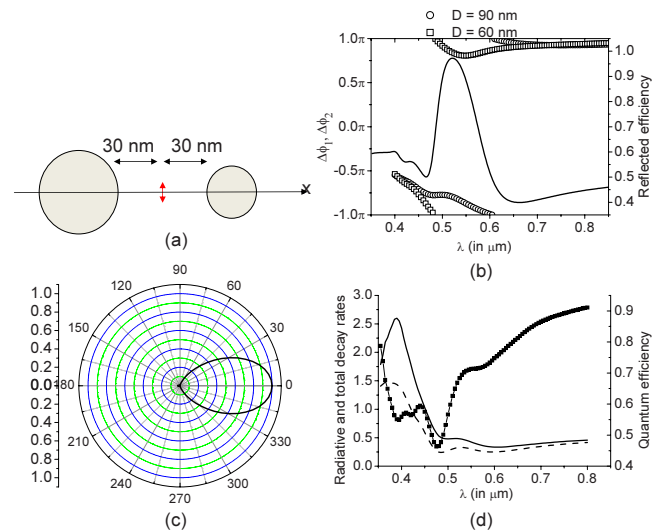 30 nm 30 nm
x
(a)
D = 90 nm
D = 60 nm
1.0π
0.5π
0.0π
-0.5π
-1.0π
Δϕ1, Δϕ2
1.0
0.9
0.8
0.7
0.6
0.5
0.4
Reflected efficiency
0.4 0.5 0.6 0.7 0.8
λ (in μm)
(b)
1.0
0.8
0.6
0.4
0.2
0.0
0.2
0.4
0.6
0.8
1.0
90
120 60
150 30
180 0
210 330
240 300
270
(c)
3.0
2.5
2.0
1.5
1.0
0.5
0.0
Radiative and total decay rates
0.9
0.8
0.7
0.6
0.5
0.4
Quantum efficiency
0.4 0.5 0.6 0.7 0.8
λ (in μm)
(d)